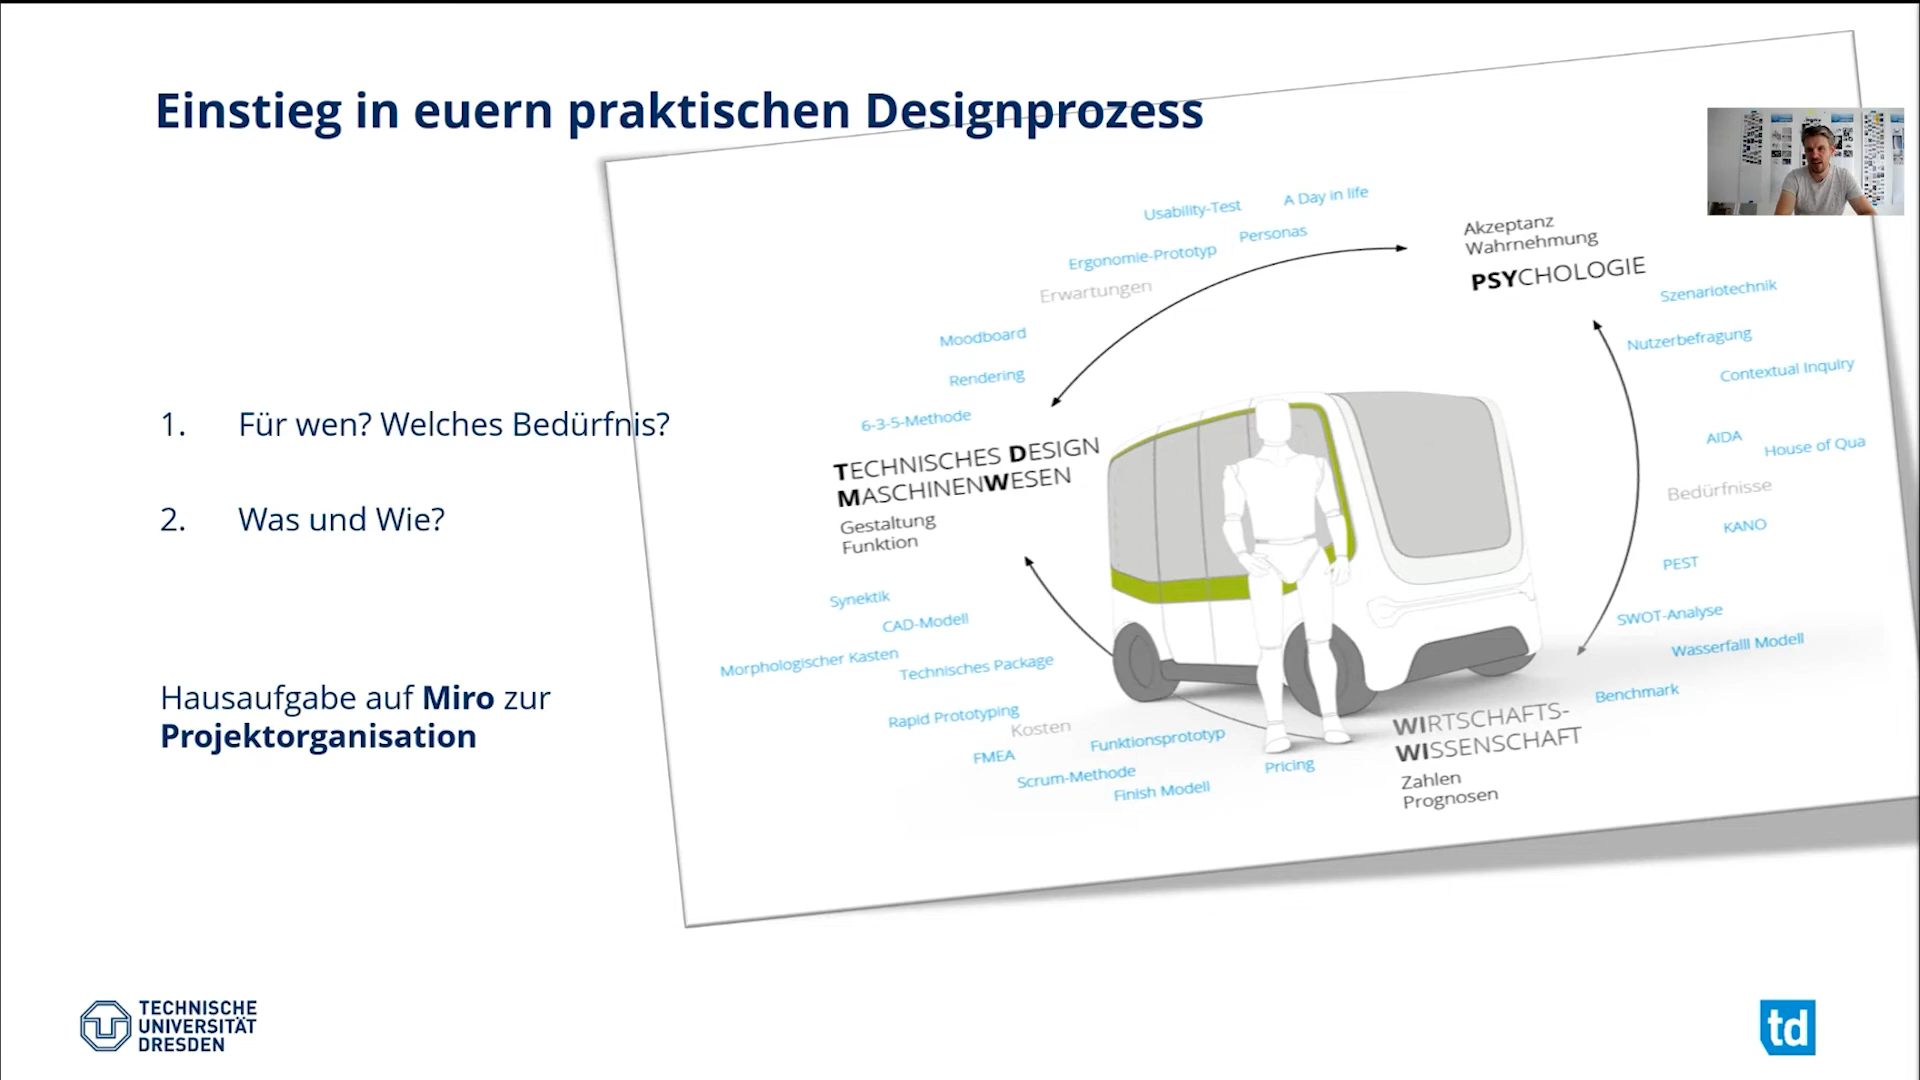 Einstieg in euern praktischen Designprozess
1. Für wen? Welches Bedürfnis?
2. Was und Wie?
Hausaufgabe auf Miro zur
Projektorganisation
Usability-Test
A Day in life
Ergonomie-Prototyp
Personas
Erwartungen
Moodboard
Rendering
6-3-5-Methode
TECHNISCHES DESIGN
MASCHINENWESEN
Gestaltung
Funktion
Akzeptanz
Wahrnehmung
PSYCHOLOGIE
Szenariotechnik
Nutzerbefragung
Contextual Inquiry
AIDA
House of Qua
Bedürfnisse
KANO
PEST
SWOT-Analyse
Wasserfalll Modell
Benchmark
Synektik
CAD-Modell
Morphologischer Kasten
Technisches Package
Rapid Prototyping
Kosten
FMEA
Funktionsprototyp
Scrum-Methode
Finish Modell
Pricing
WIRTSCHAFTS-
WISSENSCHAFT
Zahlen
Prognosen
TECHNISCHE
UNIVERSITÄT
DRESDEN
td